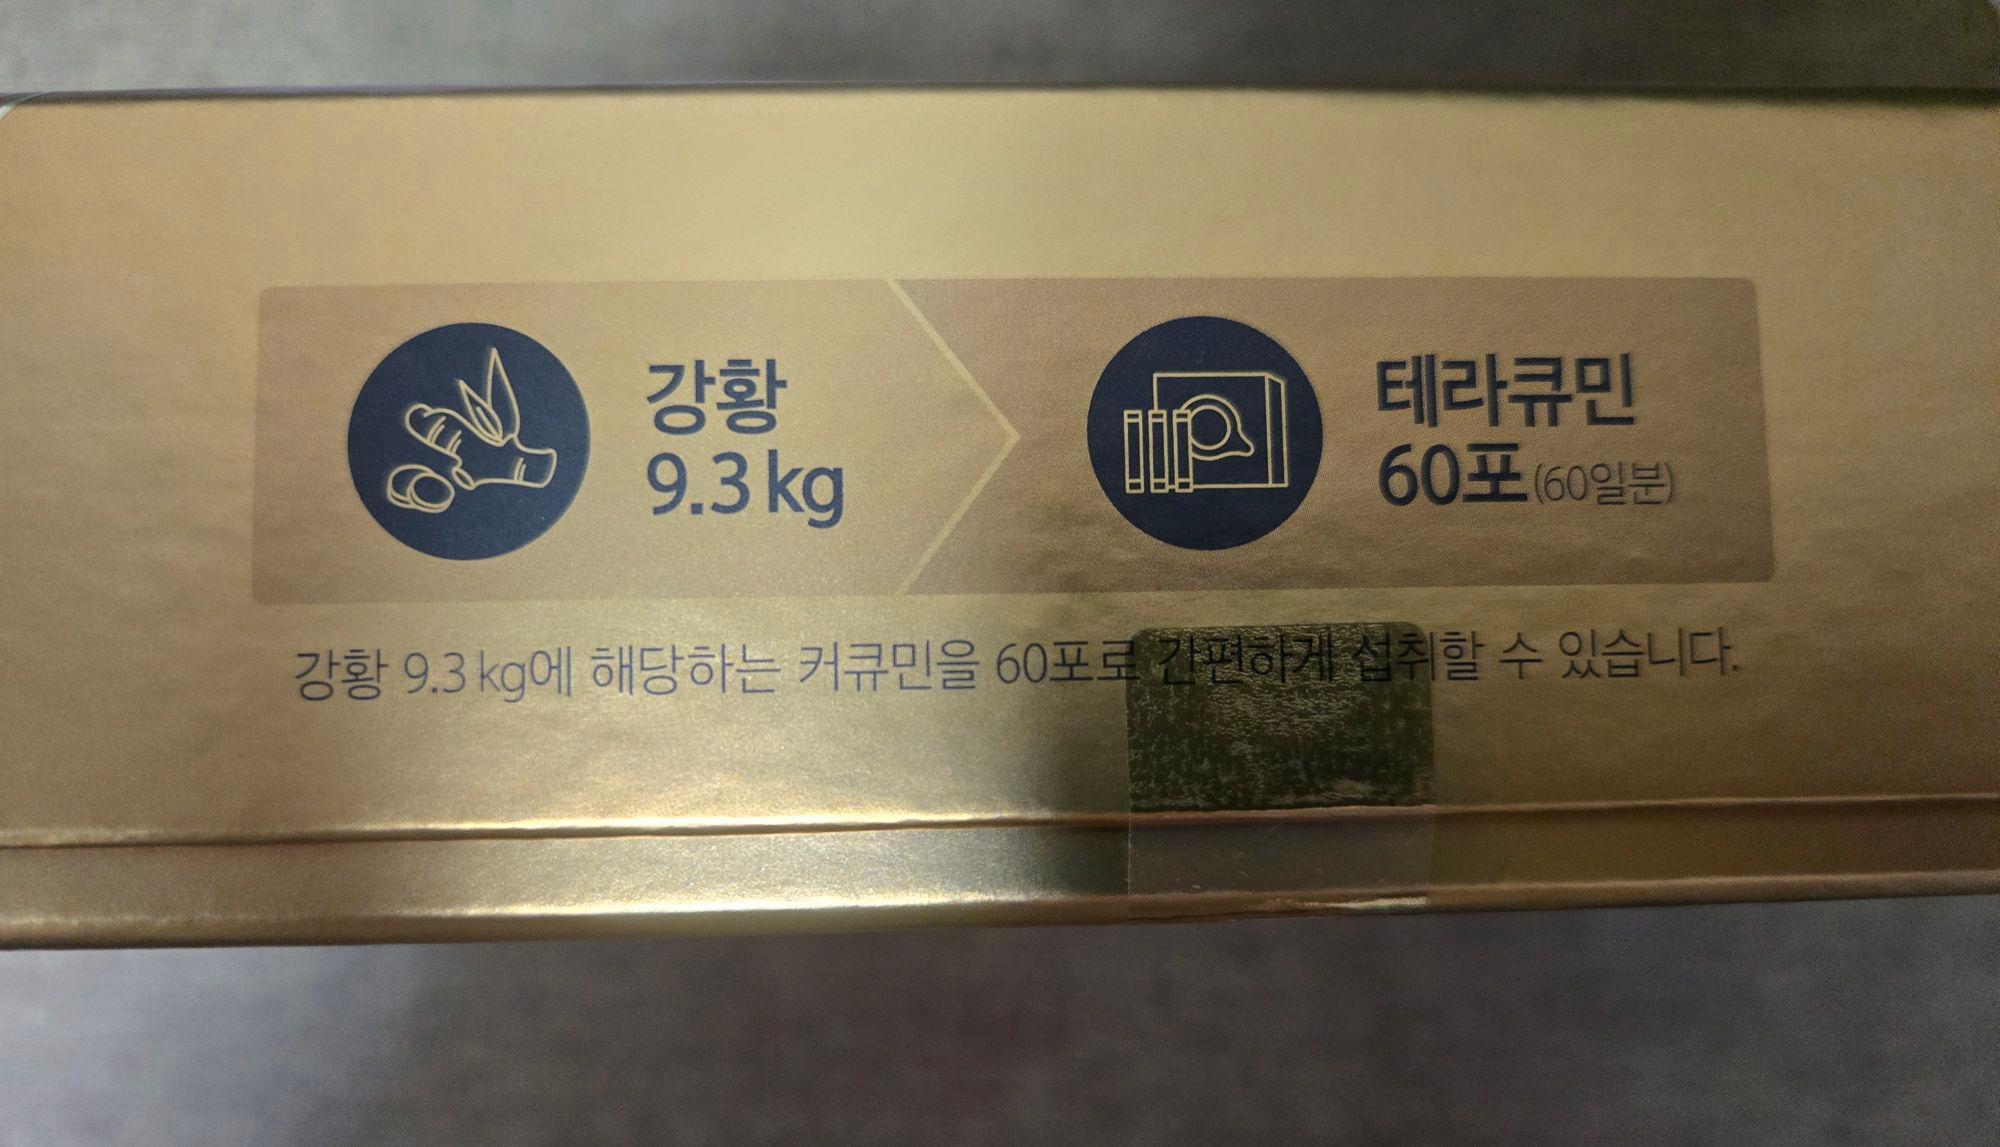 강황
9.3 kg
테라큐민
60포(60일분)
강황 9.3 kg에 해당하는 커큐민을 60포로 간편하게 섭취할 수 있습니다.